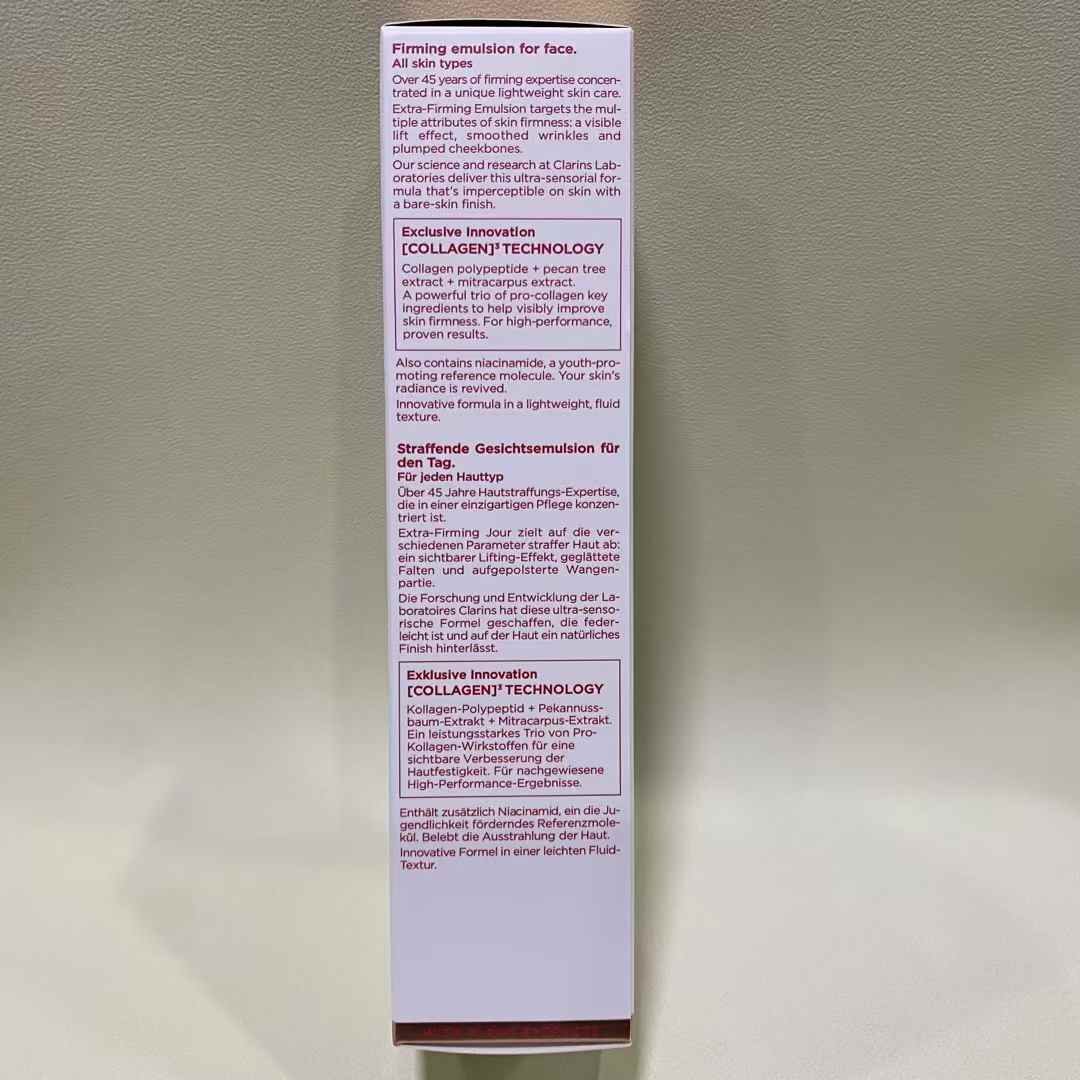 Firming emulsion for face.
All skin types
Over 45 years of firming expertise concen-
trated in a unique lightweight skin care.
Extra-Firming Emulsion targets the mul-
tiple attributes of skin firmness: a visible
lift effect, smoothed wrinkles and
plumped cheekbones.
Our science and research at Clarins Lab-
oratories deliver this ultra-sensorial for-
mula that's imperceptible on skin with
a bare-skin finish.
Exclusive Innovation
[COLLAGEN]³ TECHNOLOGY
Collagen polypeptide + pecan tree
extract + mitracarpus extract.
A powerful trio of pro-collagen key
ingredients to help visibly improve
skin firmness. For high-performance,
proven results.
Also contains niacinamide, a youth-pro-
moting reference molecule. Your skin's
radiance is revived.
Innovative formula in a lightweight, fluid
texture.
Straffende Gesichtsemulsion für
den Tag.
Für jeden Hauttyp
Über 45 Jahre Hautstraffungs-Expertise,
die in einer einzigartigen Pflege konzen-
triert ist.
Extra-Firming Jour zielt auf die ver-
schiedenen Parameter straffer Haut ab:
ein sichtbarer Lifting-Effekt, geglättete
Falten und aufgepolsterte Wangen-
partie.
Die Forschung und Entwicklung der La-
boratoires Clarins hat diese ultra-senso-
rische Formel geschaffen, die feder-
leicht ist und auf der Haut ein natürliches
Finish hinterlässt.
Exklusive Innovation
[COLLAGEN]³ TECHNOLOGY
Kollagen-Polypeptid + Pekannuss-
baum-Extrakt + Mitracarpus-Extrakt.
Ein leistungsstarkes Trio von Pro-
Kollagen-Wirkstoffen für eine
sichtbare Verbesserung der
Hautfestigkeit. Für nachgewiesene
High-Performance-Ergebnisse.
Enthält zusätzlich Niacinamid, ein die Ju-
gendlichkeit förderndes Referenzmole-
kül. Belebt die Ausstrahlung der Haut.
Innovative Formel in einer leichten Fluid-
Textur.